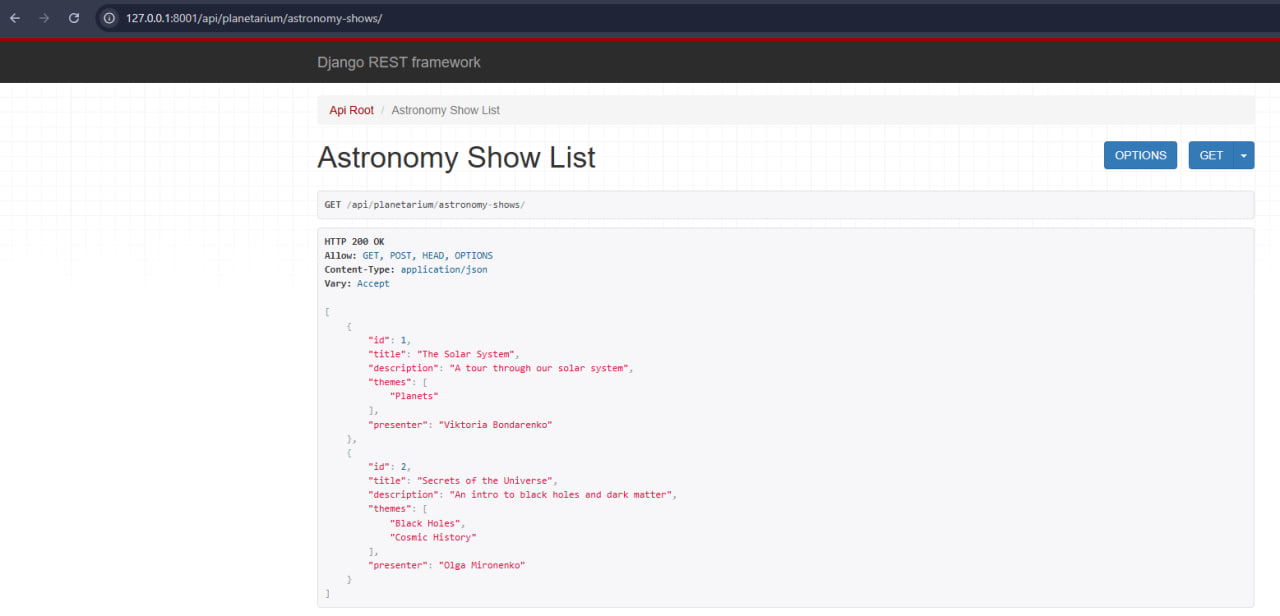 127.0.0.1:8001/api/planetarium/astronomy-shows/
Django REST framework
Api Root / Astronomy Show List
Astronomy Show List
OPTIONS GET
GET /api/planetarium/astronomy-shows/
HTTP 200 OK
Allow: GET, POST, HEAD, OPTIONS
Content-Type: application/json
Vary: Accept
[
    {
        "id": 1,
        "title": "The Solar System",
        "description": "A tour through our solar system",
        "themes": [
            "Planets"
        ],
        "presenter": "Viktoria Bondarenko"
    },
    {
        "id": 2,
        "title": "Secrets of the Universe",
        "description": "An intro to black holes and dark matter",
        "themes": [
            "Black Holes",
            "Cosmic History"
        ],
        "presenter": "Olga Mironenko"
    }
]